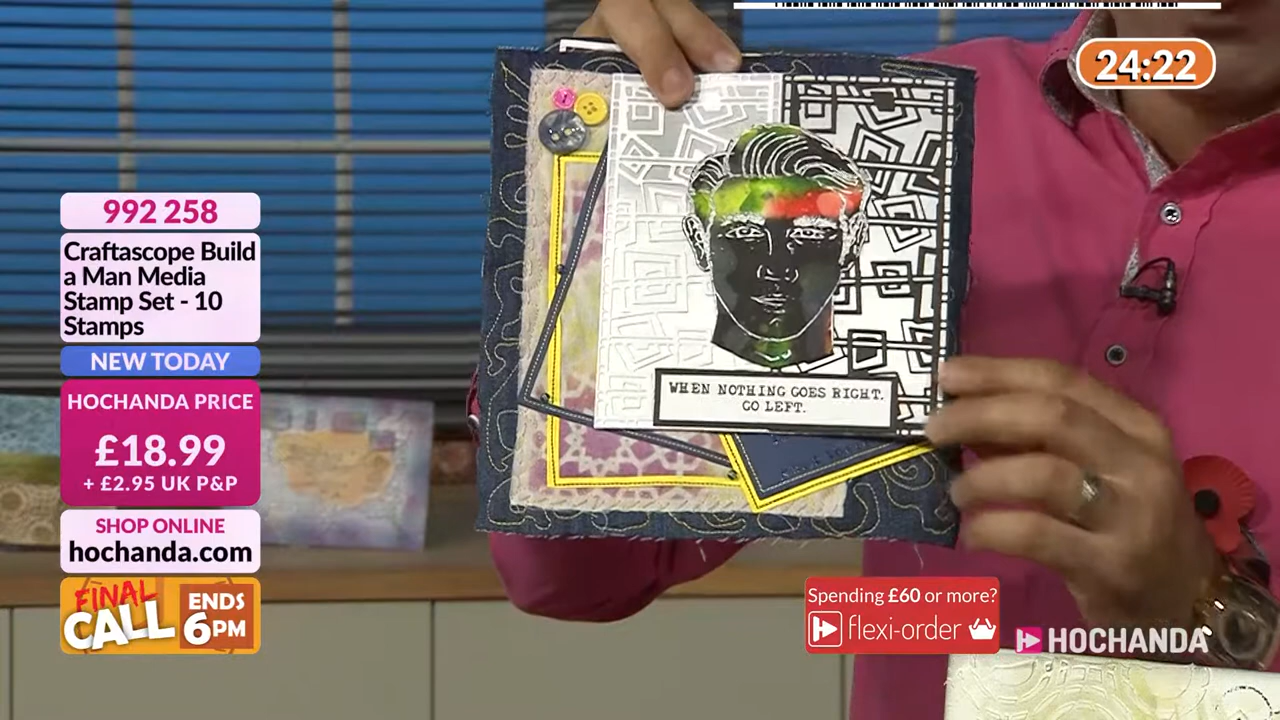 24:22
992 258
Craftascope Build
a Man Media
Stamp Set - 10
Stamps
NEW TODAY
HOCHANDA PRICE
£18.99
+ £2.95 UK P&P
SHOP ONLINE
hochanda.com
FINAL
CALL
ENDS
6PM
WHEN NOTHING GOES RIGHT.
GO LEFT.
Spending £60 or more?
flexi-order
HOCHANDA